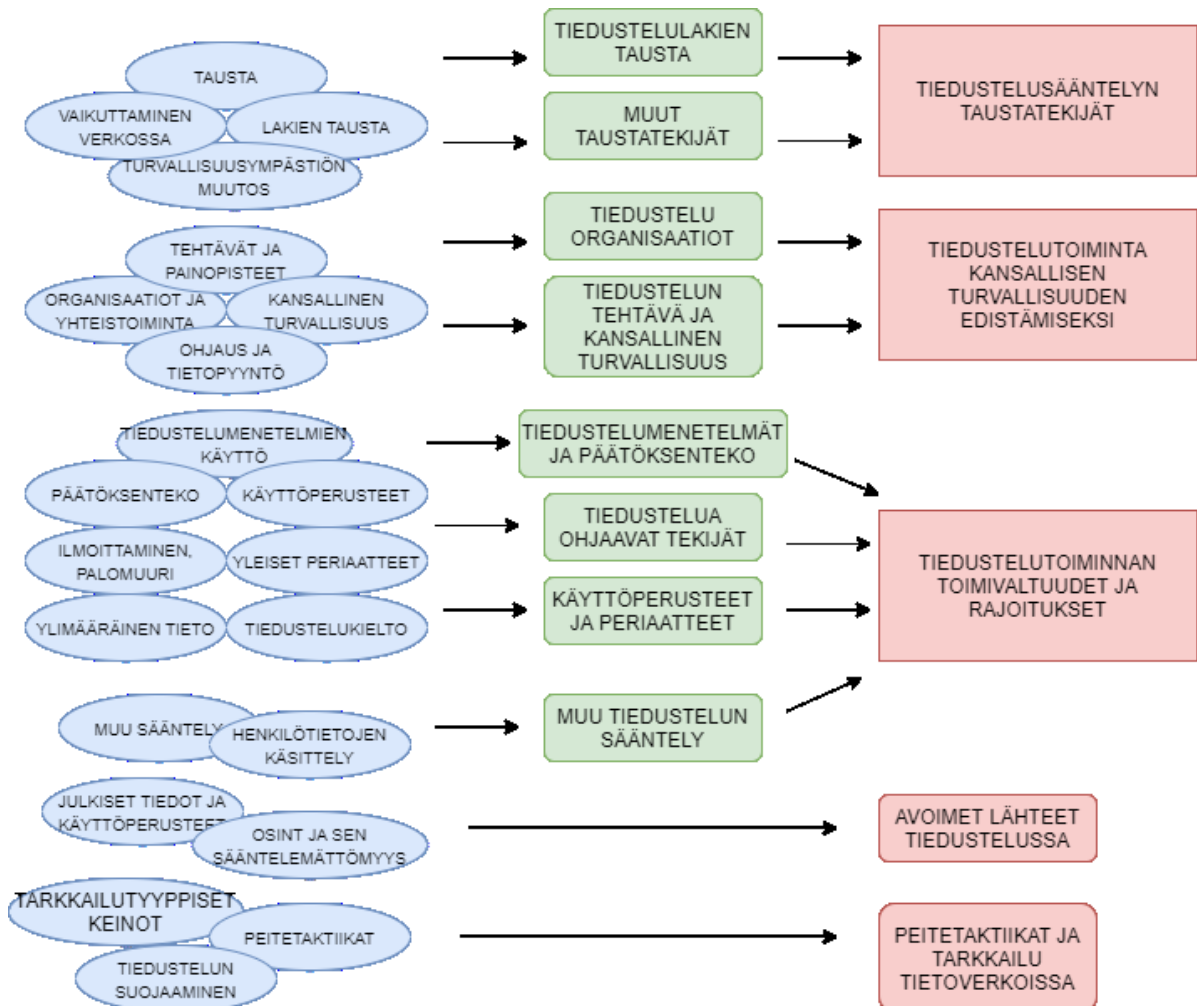 TAUSTA
VAIKUTTAMINEN
VERKOSSA
LAKIEN TAUSTA
TURVALLISUUSYMPÄSTIÖN
MUUTOS
TIEDUSTELULAKIEN
TAUSTA
MUUT
TAUSTATEKIJÄT
TIEDUSTELUSÄÄNTELYN
TAUSTATEKIJÄT
TEHTÄVÄT JA
PAINOPISTEET
ORGANISAATIOT JA
YHTEISTOIMINTA
KANSALLINEN
TURVALLISUUS
OHJAUS JA
TIETOPYYNTÖ
TIEDUSTELU
ORGANISAATIOT
TIEDUSTELUN
TEHTÄVÄ JA
KANSALLINEN
TURVALLISUUS
TIEDUSTELUTOIMINTA
KANSALLISEN
TURVALLISUUDEN
EDISTÄMISEKSI
TIEDUSTELUMENETELMIEN
KÄYTTÖ
PÄÄTÖKSENTEKO
KÄYTTÖPERUSTEET
ILMOITTAMINEN,
PALOMUURI
YLEISET PERIAATTEET
YLIMÄÄRÄINEN TIETO
TIEDUSTELUKIELTO
TIEDUSTELUMENETELMÄT
JA PÄÄTÖKSENTEKO
TIEDUSTELUA
OHJAAVAT TEKIJÄT
KÄYTTÖPERUSTEET
JA PERIAATTEET
TIEDUSTELUTOIMINNAN
TOIMIVALTUUDET JA
RAJOITUKSET
MUU SÄÄNTELY
HENKILÖTIETOJEN
KÄSITTELY
MUU TIEDUSTELUN
SÄÄNTELY
JULKISET TIEDOT JA
KÄYTTÖPERUSTEET
OSINT JA SEN
SÄÄNTELEMÄTTÖMYYS
AVOIMET LÄHTEET
TIEDUSTELUSSA
TARKKAILUTYYPPISET
KEINOT
PEITETAKTIIKAT
TIEDUSTELUN
SUOJAAMINEN
PEITETAKTIIKAT JA
TARKKAILU
TIETOVERKOISSA